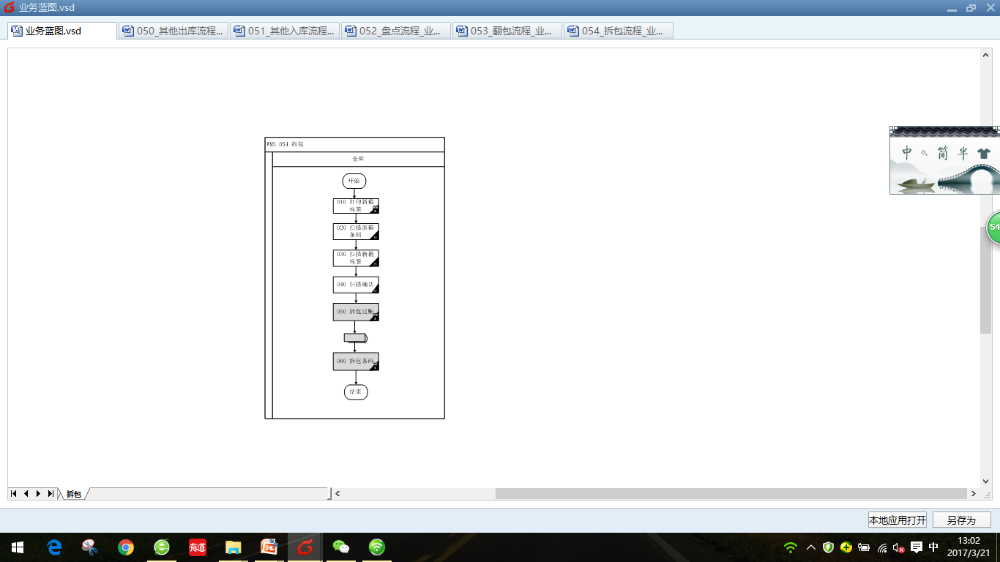 业务蓝图.vsd
业务蓝图.vsd
050_其他出库流程...
051_其他入库流程...
052_盘点流程_业...
053_翻包流程_业...
054_拆包流程_业...
WMS 054 拆包
仓库
开始
010 打印新箱
标签
020 扫描原箱
条码
030 扫描新箱
标签
040 扫描确认
050 拆包过账
060 拆包条码
结束
中 简 半
54
拆包
本地应用打开
另存为
有道
中
13:02
2017/3/21